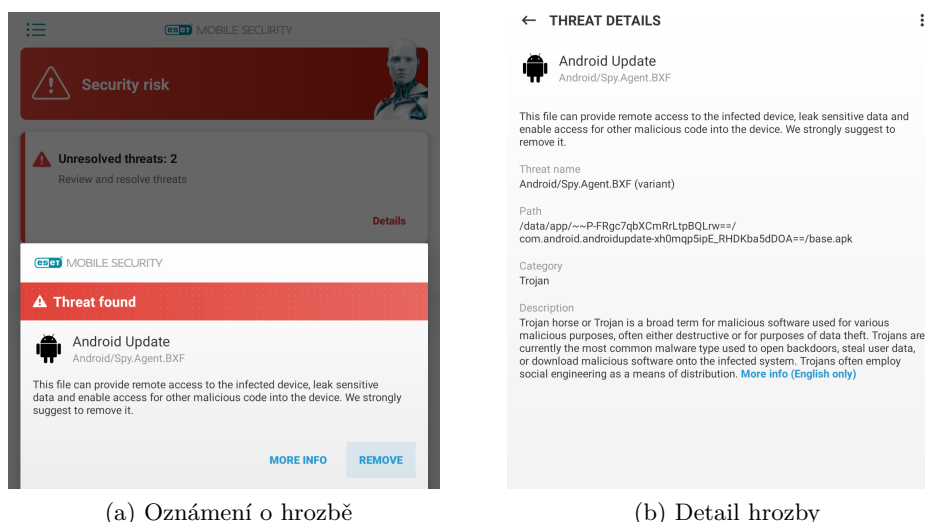 eset MOBILE SECURITY
Security risk
Unresolved threats: 2
Review and resolve threats
Details
eset MOBILE SECURITY
Threat found
Android Update
Android/Spy.Agent.BXF
This file can provide remote access to the infected device, leak sensitive
data and enable access for other malicious code into the device. We strongly
suggest to remove it.
MORE INFO REMOVE
(a) Oznámení o hrozbě
THREAT DETAILS
Android Update
Android/Spy.Agent.BXF
This file can provide remote access to the infected device, leak sensitive data and
enable access for other malicious code into the device. We strongly suggest to
remove it.
Threat name
Android/Spy.Agent.BXF (variant)
Path
/data/app/~~P-FRgc7qbXCmRrLtpBQLrw==/
com.android.androidupdate-xh0mqp5ipE_RHDKba5dDOA==/base.apk
Category
Trojan
Description
Trojan horse or Trojan is a broad term for malicious software used for various
malicious purposes, often either destructive or for purposes of data theft. Trojans are
currently the most common malware type used to open backdoors, steal user data,
or download malicious software onto the infected system. Trojans often employ
social engineering as a means of distribution. More info (English only)
(b) Detail hrozby